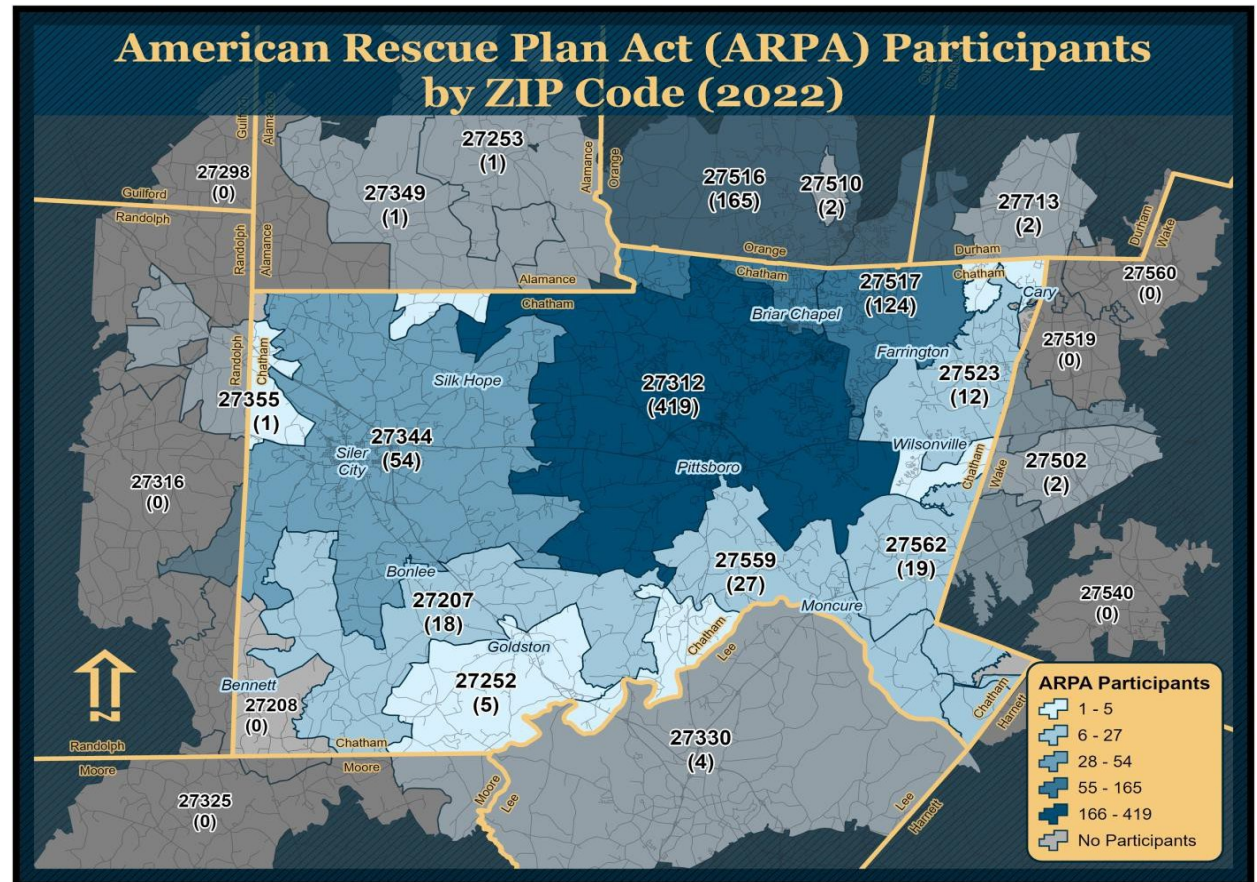 American Rescue Plan Act (ARPA) Participants
by ZIP Code (2022)
Guilford
Alamance
Alamance
Orange
27298
(0)
27253
(1)
27349
(1)
27516
(165)
27510
(2)
27713
(2)
Guilford
Randolph
Randolph
Alamance
Orange
Chatham
Durham
Chatham
Durham
Wake
27560
(0)
Alamance
Chatham
27517
(124)
Cary
Briar Chapel
27519
(0)
Randolph
Chatham
Silk Hope
27312
(419)
Farrington
27523
(12)
27355
(1)
27344
(54)
Siler
City
Wilsonville
Chatham
Wake
27502
(2)
Pittsboro
27316
(0)
27562
(19)
27559
(27)
Bonlee
27207
(18)
Moncure
27540
(0)
Chatham
Lee
Goldston
N
Bennett
27208
(0)
27252
(5)
Chatham
Harnett
Randolph
Moore
Chatham
Moore
27330
(4)
Moore
Lee
27325
(0)
Lee
Harnett
ARPA Participants
1 - 5
6 - 27
28 - 54
55 - 165
166 - 419
No Participants